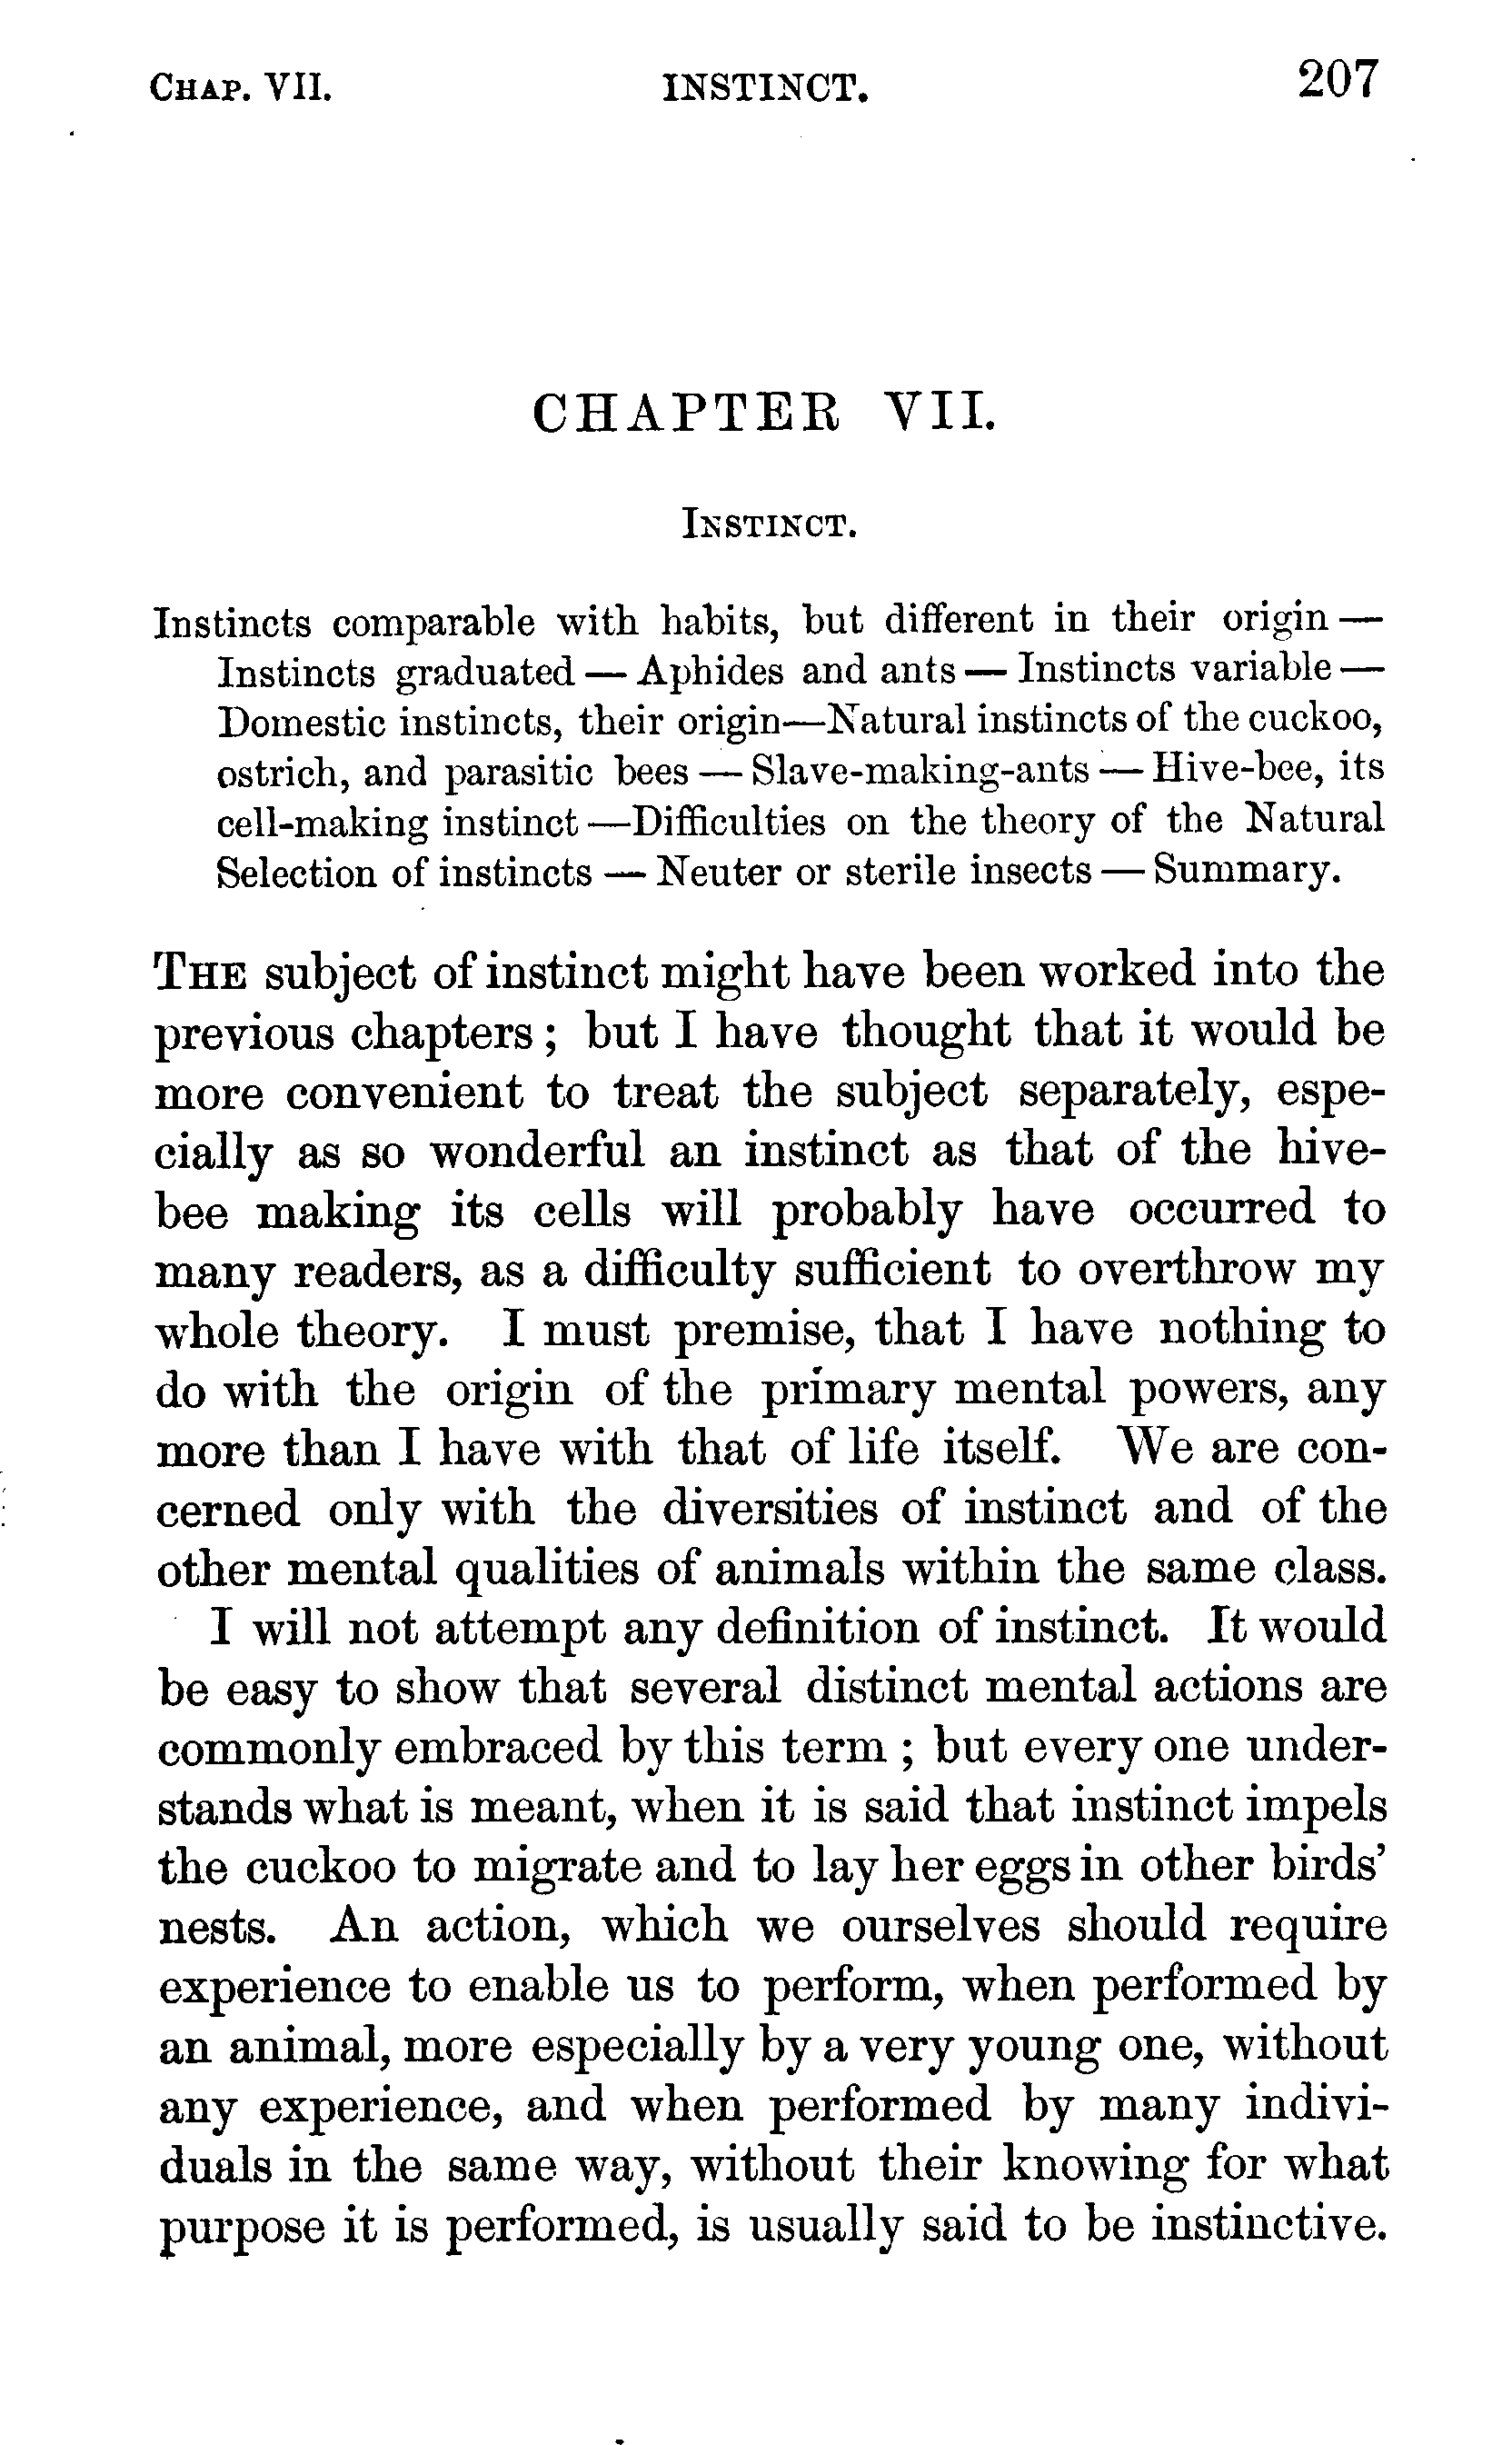 CHAP. VII. INSTINCT. 207
CHAPTER VII.
INSTINCT.
Instincts comparable with habits, but different in their origin —
Instincts graduated — Aphides and ants — Instincts variable —
Domestic instincts, their origin—Natural instincts of the cuckoo,
ostrich, and parasitic bees — Slave-making-ants — Hive-bee, its
cell-making instinct —Difficulties on the theory of the Natural
Selection of instincts — Neuter or sterile insects — Summary.
THE subject of instinct might have been worked into the
previous chapters ; but I have thought that it would be
more convenient to treat the subject separately, espe-
cially as so wonderful an instinct as that of the hive-
bee making its cells will probably have occurred to
many readers, as a difficulty sufficient to overthrow my
whole theory. I must premise, that I have nothing to
do with the origin of the primary mental powers, any
more than I have with that of life itself. We are con-
cerned only with the diversities of instinct and of the
other mental qualities of animals within the same class.
I will not attempt any definition of instinct. It would
be easy to show that several distinct mental actions are
commonly embraced by this term ; but every one under-
stands what is meant, when it is said that instinct impels
the cuckoo to migrate and to lay her eggs in other birds’
nests. An action, which we ourselves should require
experience to enable us to perform, when performed by
an animal, more especially by a very young one, without
any experience, and when performed by many indivi-
duals in the same way, without their knowing for what
purpose it is performed, is usually said to be instinctive.